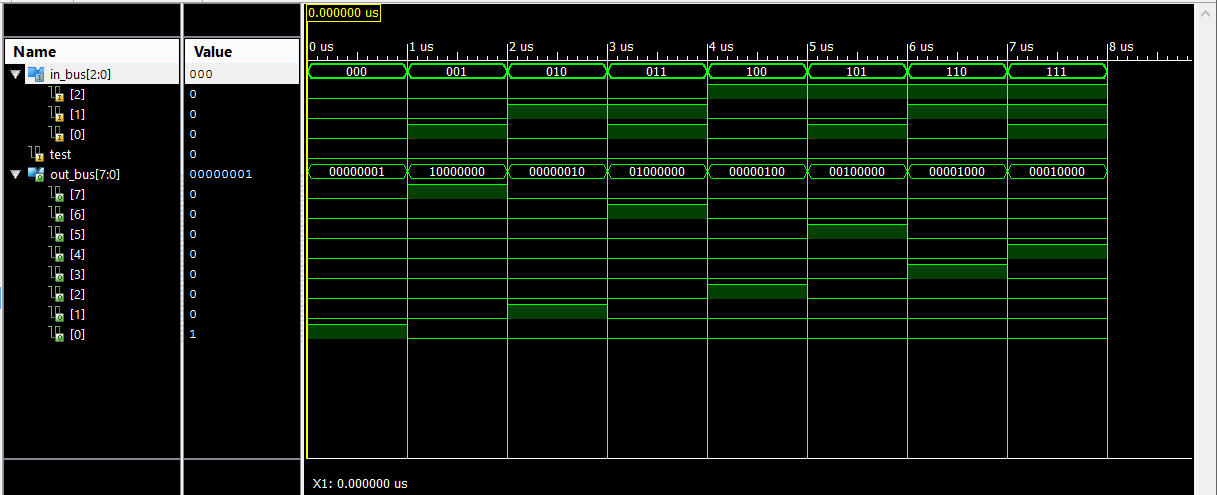 0.000000 us
Name Value
0 us 1 us 2 us 3 us 4 us 5 us 6 us 7 us 8 us
in_bus[2:0] 000 000 001 010 011 100 101 110 111
[2] 0
[1] 0
[0] 0
test 0
out_bus[7:0] 00000001 00000001 10000000 00000010 01000000 00000100 00100000 00001000 00010000
[7] 0
[6] 0
[5] 0
[4] 0
[3] 0
[2] 0
[1] 0
[0] 1
X1: 0.000000 us